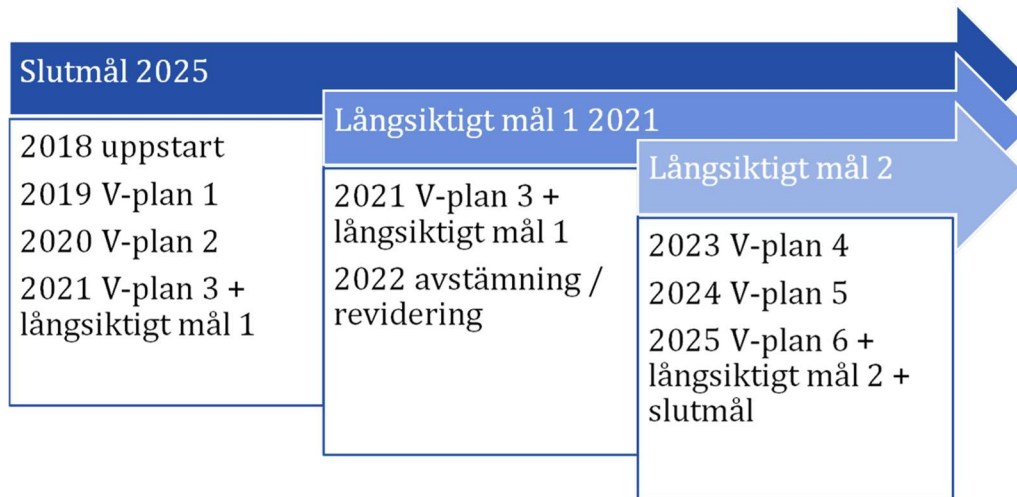 Slutmål 2025
2018 uppstart
2019 V-plan 1
2020 V-plan 2
2021 V-plan 3 +
långsiktigt mål 1
Långsiktigt mål 1 2021
2021 V-plan 3 +
långsiktigt mål 1
2022 avstämning /
revidering
Långsiktigt mål 2
2023 V-plan 4
2024 V-plan 5
2025 V-plan 6 +
långsiktigt mål 2 +
slutmål